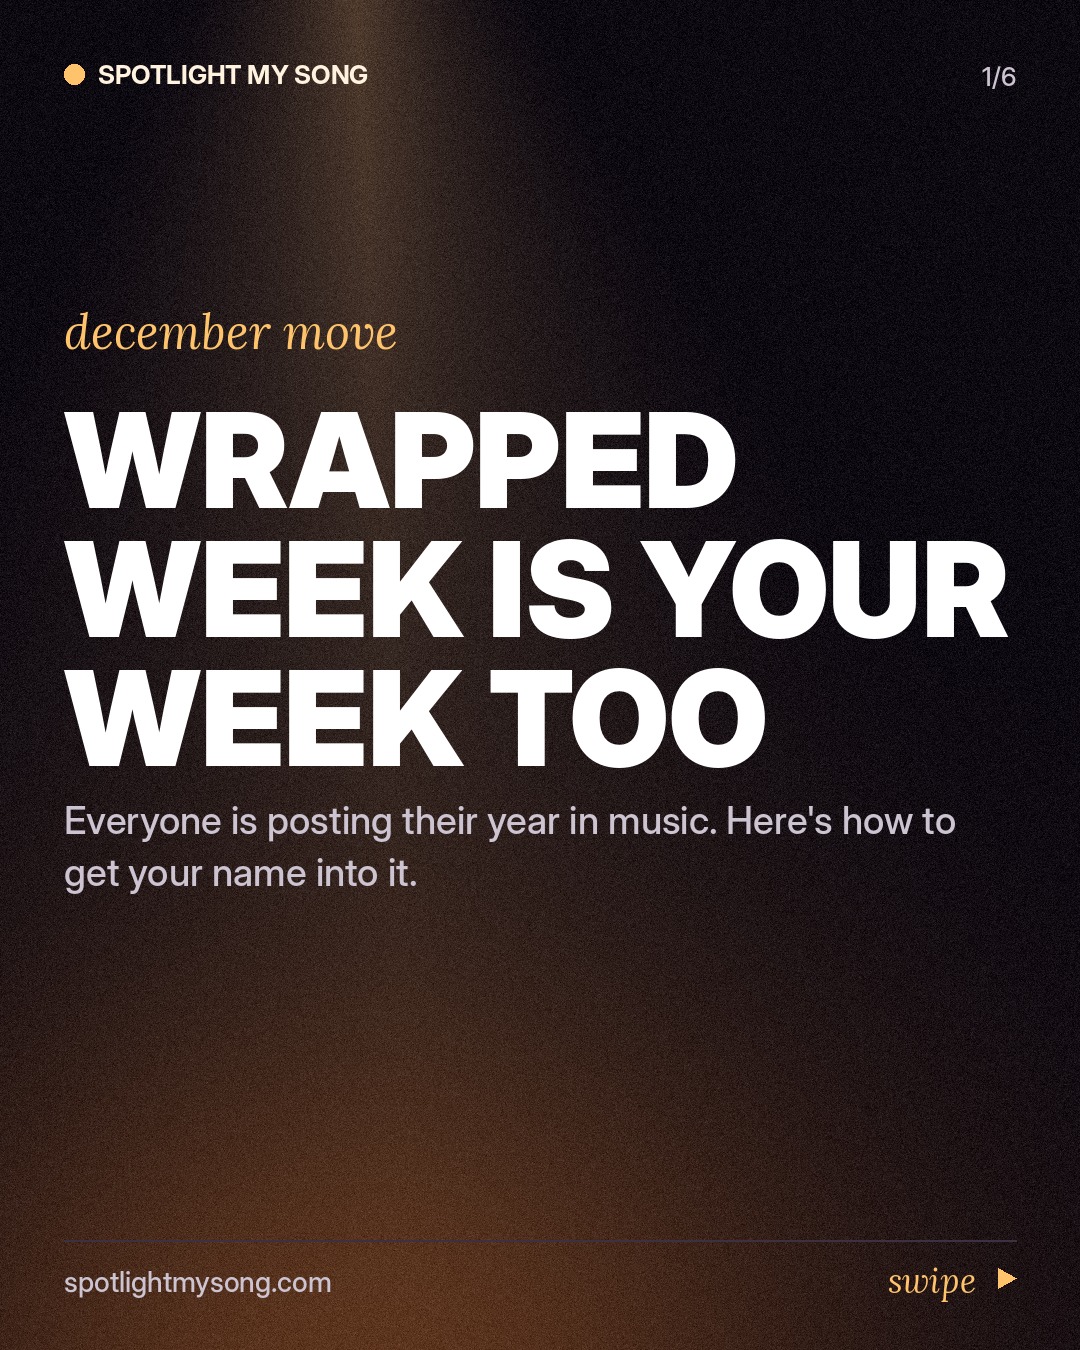 SPOTLIGHT MY SONG
1/6
december move
WRAPPED
WEEK IS YOUR
WEEK TOO
Everyone is posting their year in music. Here's how to
get your name into it.
spotlightmysong.com
swipe